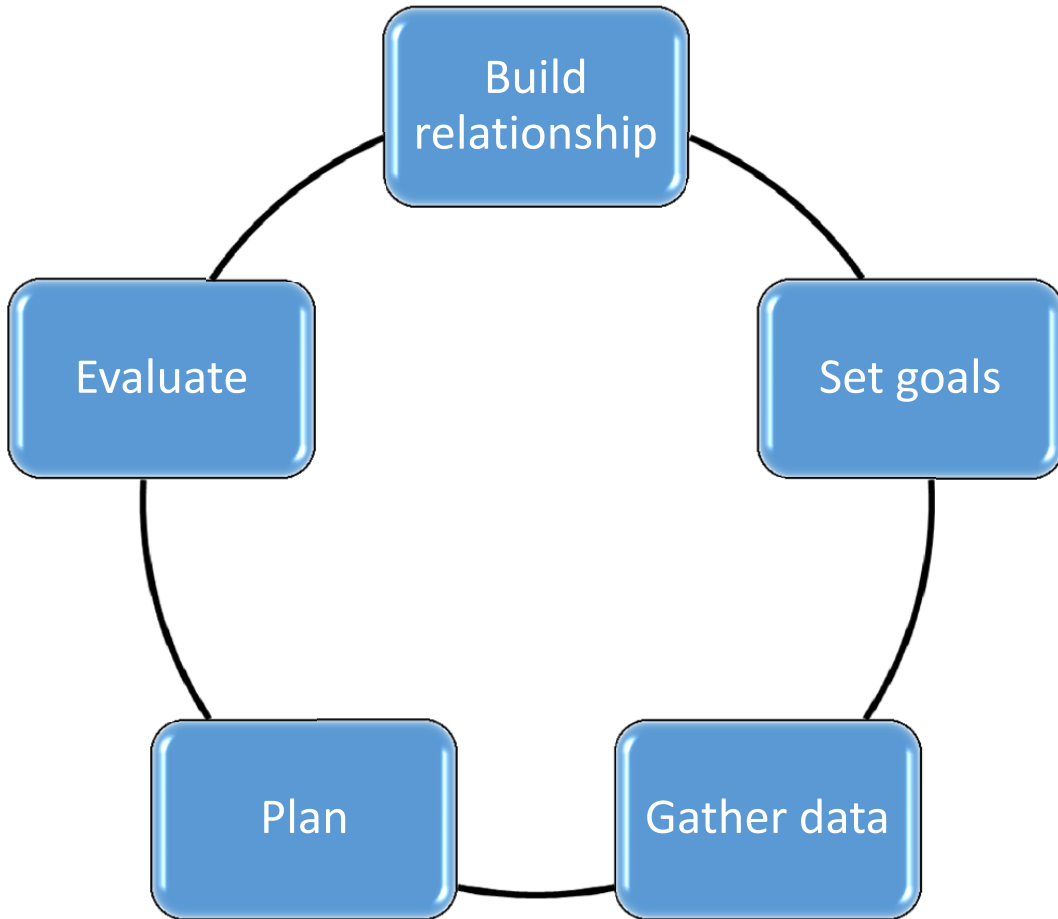 Build
relationship
Set goals
Gather data
Plan
Evaluate